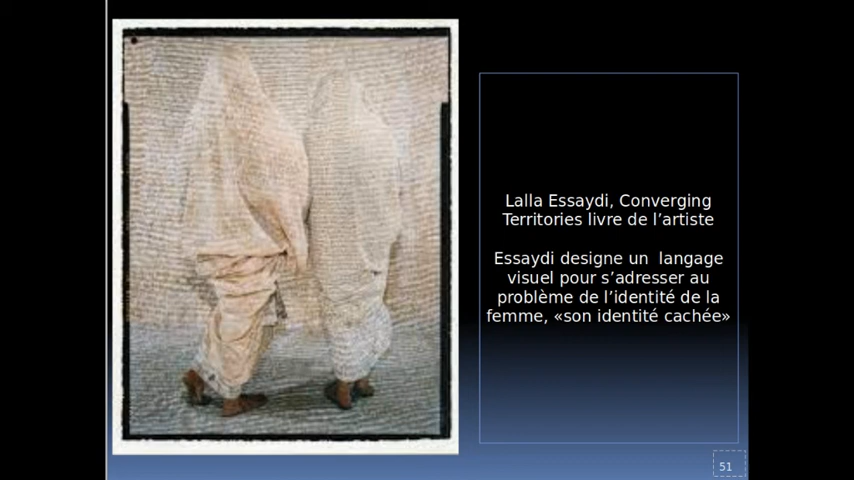 Lalla Essaydi, Converging
Territories livre de l’artiste
Essaydi designe un langage
visuel pour s’adresser au
problème de l’identité de la
femme, «son identité cachée»
51